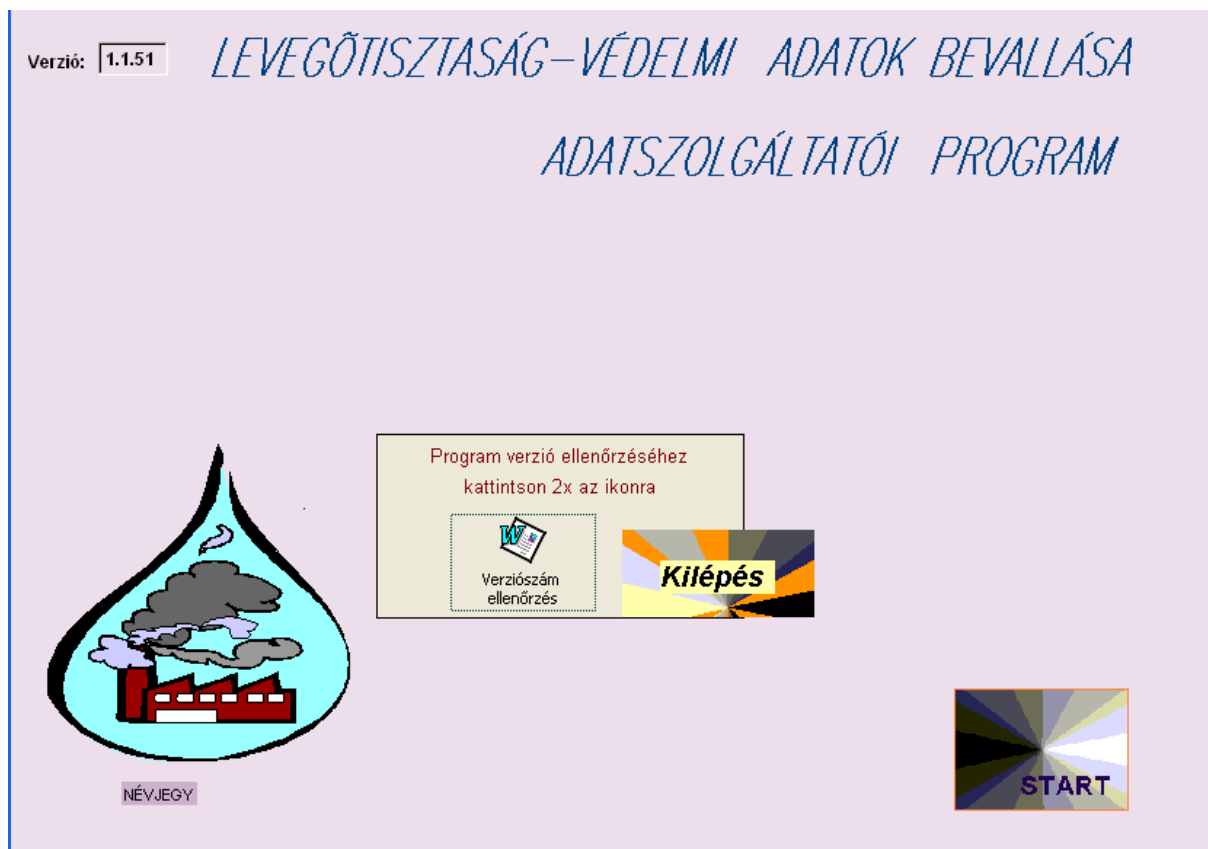 Verzió: 1.1.51
LEVEGÕTISZTASÁG-VÉDELMI ADATOK BEVALLÁSA
ADATSZOLGÁLTATÓI PROGRAM
Program verzió ellenőrzéséhez
kattintson 2x az ikonra
W
Verziószám
ellenőrzés
Kilépés
START
NÉVJEGY